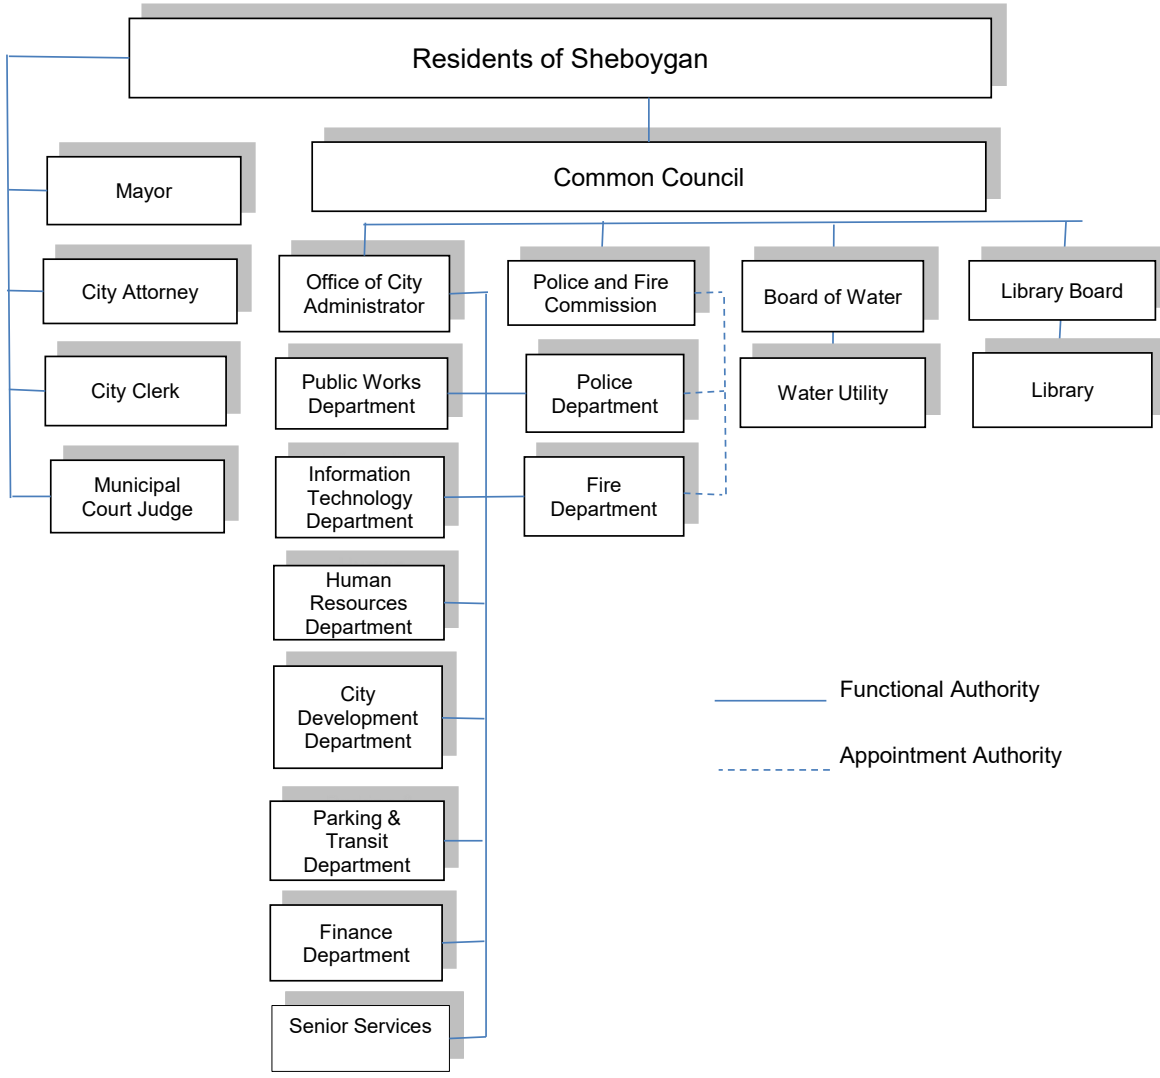 Residents of Sheboygan
Common Council
Mayor
City Attorney
City Clerk
Municipal
Court Judge
Office of City
Administrator
Police and Fire
Commission
Board of Water
Library Board
Public Works
Department
Police
Department
Water Utility
Library
Information
Technology
Department
Fire
Department
Human
Resources
Department
City
Development
Department
Parking &
Transit
Department
Finance
Department
Senior Services
Functional Authority
Appointment Authority